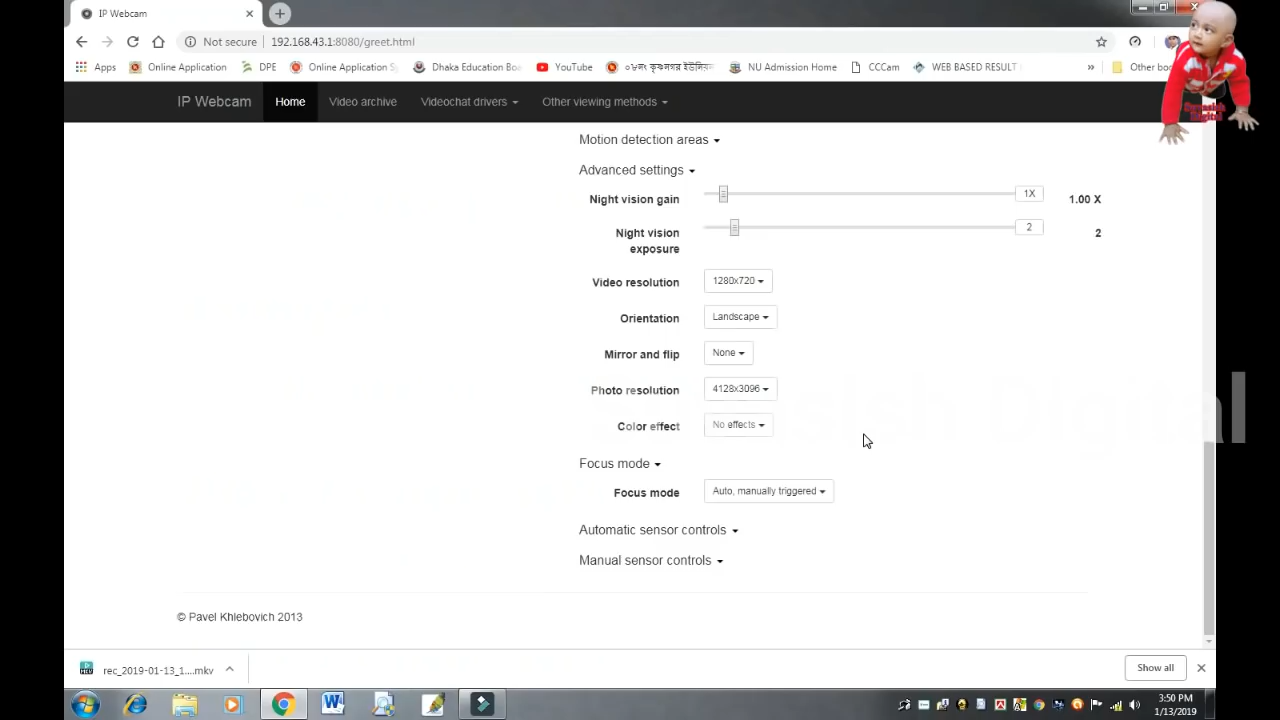 IP Webcam
Not secure | 192.168.43.1:8080/greet.html
Apps Online Application DPE Online Application S Dhaka Education Boa YouTube ০৮নং কৃষ্ণনগর ইউনিয়ন NU Admission Home CCCam WEB BASED RESULT » Other boo
IP Webcam Home Video archive Videochat drivers Other viewing methods
Motion detection areas
Advanced settings
Night vision gain 1X 1.00 X
Night vision exposure 2 2
Video resolution 1280x720
Orientation Landscape
Mirror and flip None
Photo resolution 4128x3096
Color effect No effects
Focus mode
Focus mode Auto, manually triggered
Automatic sensor controls
Manual sensor controls
© Pavel Khlebovich 2013
rec_2019-01-13_1....mkv Show all
3:50 PM
1/13/2019